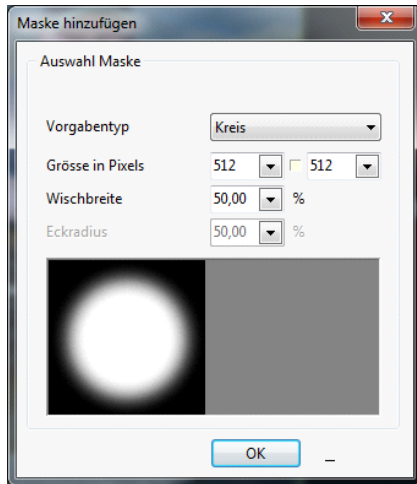 Maske hinzufügen
Auswahl Maske
Vorgabentyp Kreis
Grösse in Pixels 512 512
Wischbreite 50,00 %
Eckradius 50,00 %
OK